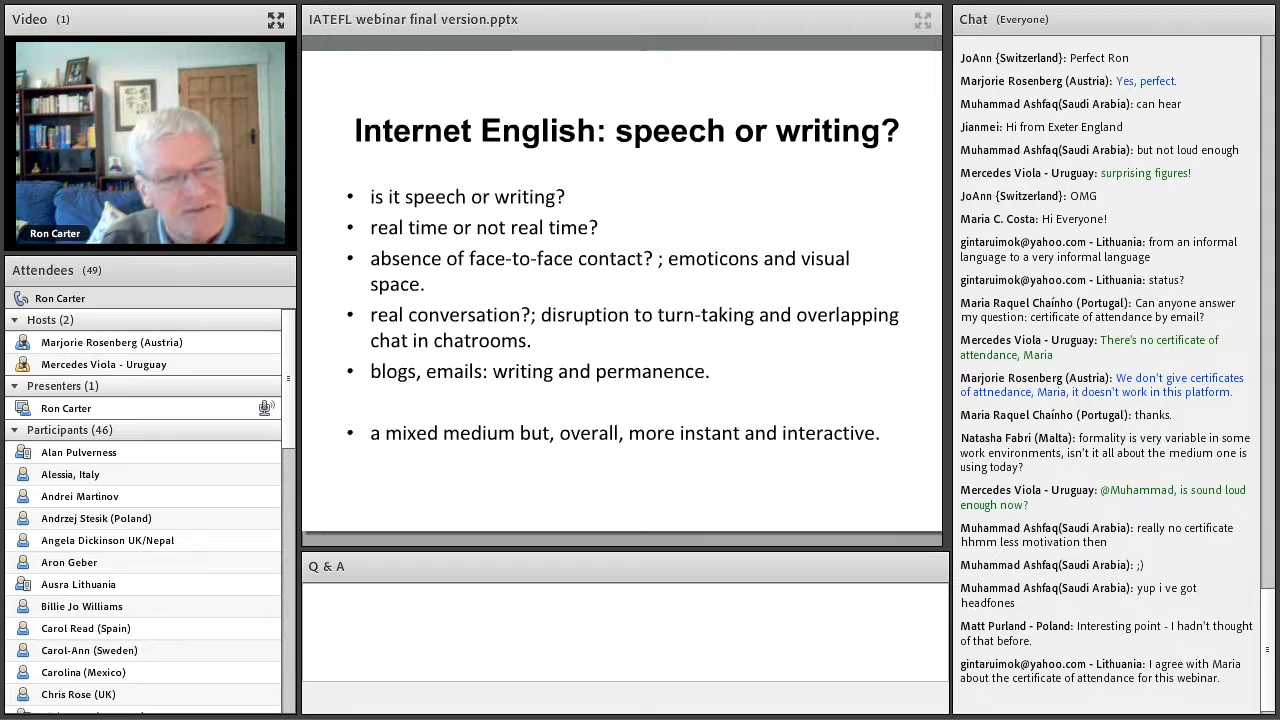 Video (1)
Ron Carter
Attendees (49)
Ron Carter
Hosts (2)
Marjorie Rosenberg (Austria)
Mercedes Viola - Uruguay
Presenters (1)
Ron Carter
Participants (46)
Alan Pulverness
Alessia, Italy
Andrei Martinov
Andrzej Stesik (Poland)
Angela Dickinson UK/Nepal
Aron Geber
Ausra Lithuania
Billie Jo Williams
Carol Read (Spain)
Carol-Ann (Sweden)
Carolina (Mexico)
Chris Rose (UK)
IATEFL webinar final version.pptx
Internet English: speech or writing?
• is it speech or writing?
• real time or not real time?
• absence of face-to-face contact? ; emoticons and visual
space.
• real conversation?; disruption to turn-taking and overlapping
chat in chatrooms.
• blogs, emails: writing and permanence.
• a mixed medium but, overall, more instant and interactive.
Q & A
Chat (Everyone)
JoAnn {Switzerland}: Perfect Ron
Marjorie Rosenberg (Austria): Yes, perfect.
Muhammad Ashfaq(Saudi Arabia): can hear
Jianmei: Hi from Exeter England
Muhammad Ashfaq(Saudi Arabia): but not loud enough
Mercedes Viola - Uruguay: surprising figures!
JoAnn {Switzerland}: OMG
Maria C. Costa: Hi Everyone!
gintaruimok@yahoo.com - Lithuania: from an informal
language to a very informal language
gintaruimok@yahoo.com - Lithuania: status?
Maria Raquel Chaínho (Portugal): Can anyone answer
my question: certificate of attendance by email?
Mercedes Viola - Uruguay: There's no certificate of
attendance, Maria
Marjorie Rosenberg (Austria): We don't give certificates
of attnedance, Maria, it doesn't work in this platform.
Maria Raquel Chaínho (Portugal): thanks.
Natasha Fabri (Malta): formality is very variable in some
work environments, isn't it all about the medium one is
using today?
Mercedes Viola - Uruguay: @Muhammad, is sound loud
enough now?
Muhammad Ashfaq(Saudi Arabia): really no certificate
hhmm less motivation then
Muhammad Ashfaq(Saudi Arabia): ;)
Muhammad Ashfaq(Saudi Arabia): yup i ve got
headfones
Matt Purland - Poland: Interesting point - I hadn't thought
of that before.
gintaruimok@yahoo.com - Lithuania: I agree with Maria
about the certificate of attendance for this webinar.